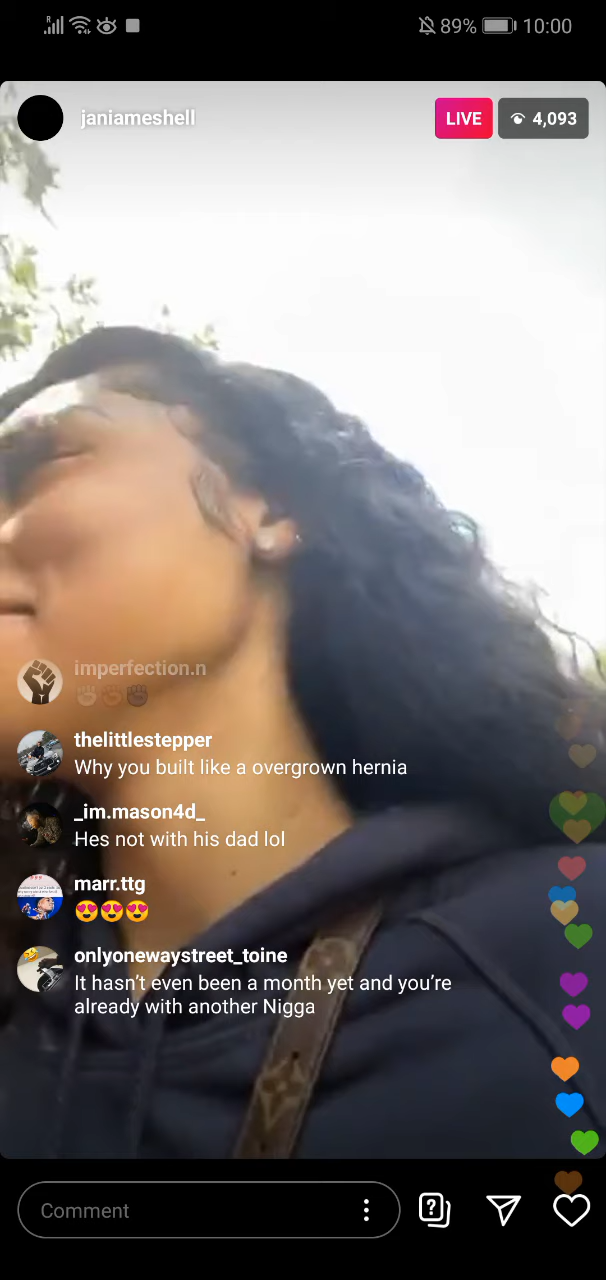 R 89% 10:00
janiameshell LIVE 4,093
imperfection.n
✊🏻✊🏽✊🏿
thelittlestepper
Why you built like a overgrown hernia
_im.mason4d_
Hes not with his dad lol
marr.ttg
😍😍😍
onlyonewaystreet_toine
It hasn’t even been a month yet and you’re
already with another Nigga
Comment